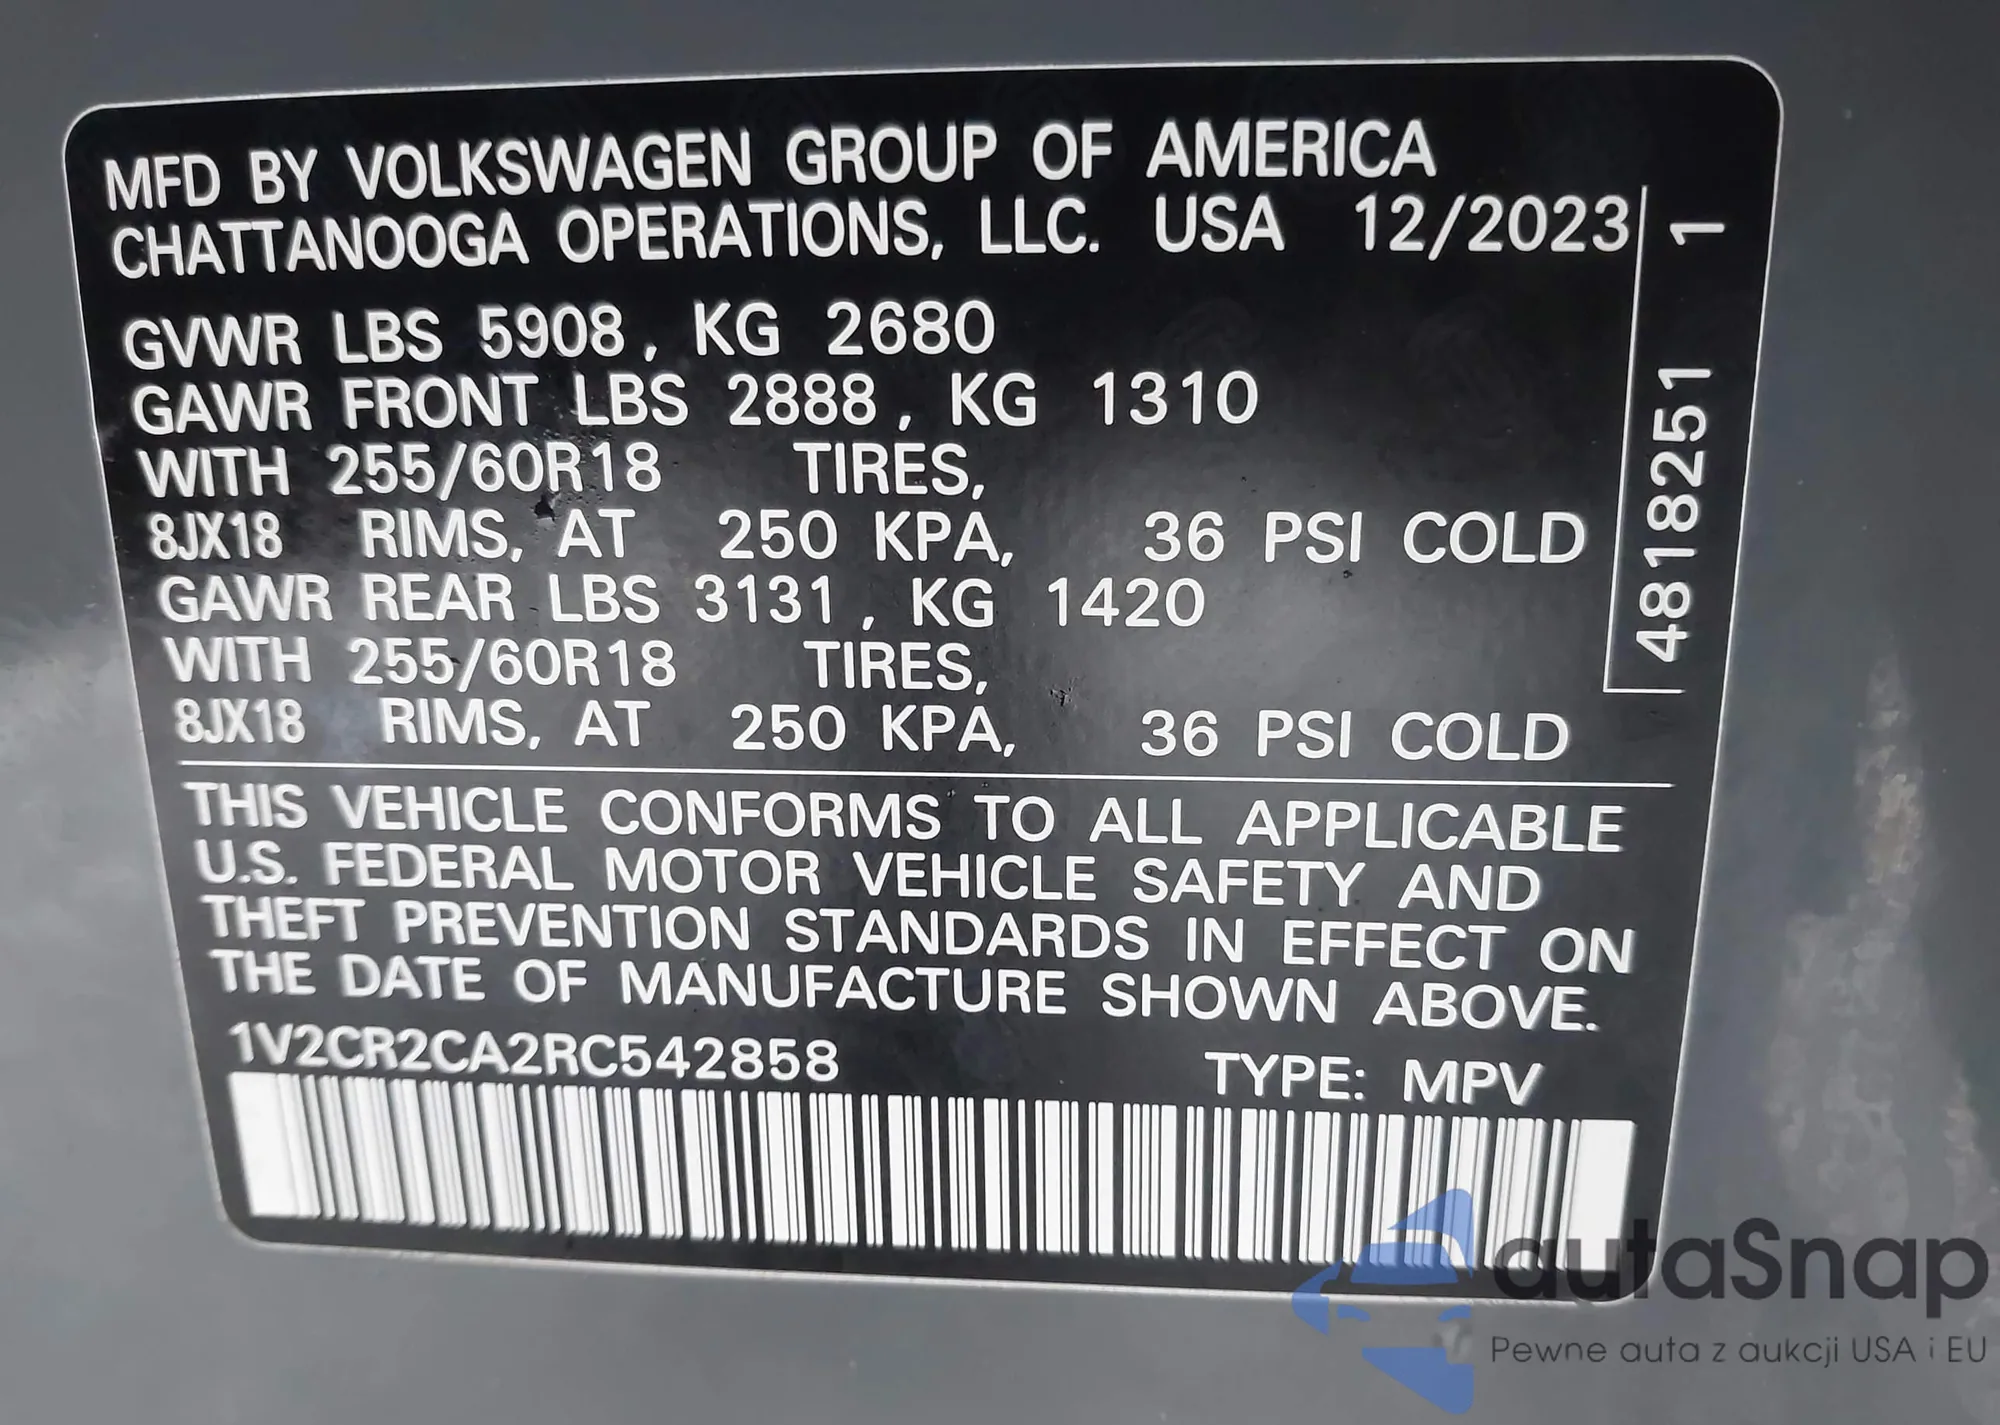 MFD BY VOLKSWAGEN GROUP OF AMERICA
CHATTANOOGA OPERATIONS, LLC. USA 12/2023
GVWR LBS 5908, KG 2680
GAWR FRONT LBS 2888, KG 1310
WITH 255/60R18 TIRES,
8JX18 RIMS, AT 250 KPA, 36 PSI COLD
GAWR REAR LBS 3131, KG 1420
WITH 255/60R18 TIRES,
8JX18 RIMS, AT 250 KPA, 36 PSI COLD
4818251 1
THIS VEHICLE CONFORMS TO ALL APPLICABLE
U.S. FEDERAL MOTOR VEHICLE SAFETY AND
THEFT PREVENTION STANDARDS IN EFFECT ON
THE DATE OF MANUFACTURE SHOWN ABOVE.
1V2CR2CA2RC542858 TYPE: MPV
autaSnap
Pewne auta z aukcji USA i EU